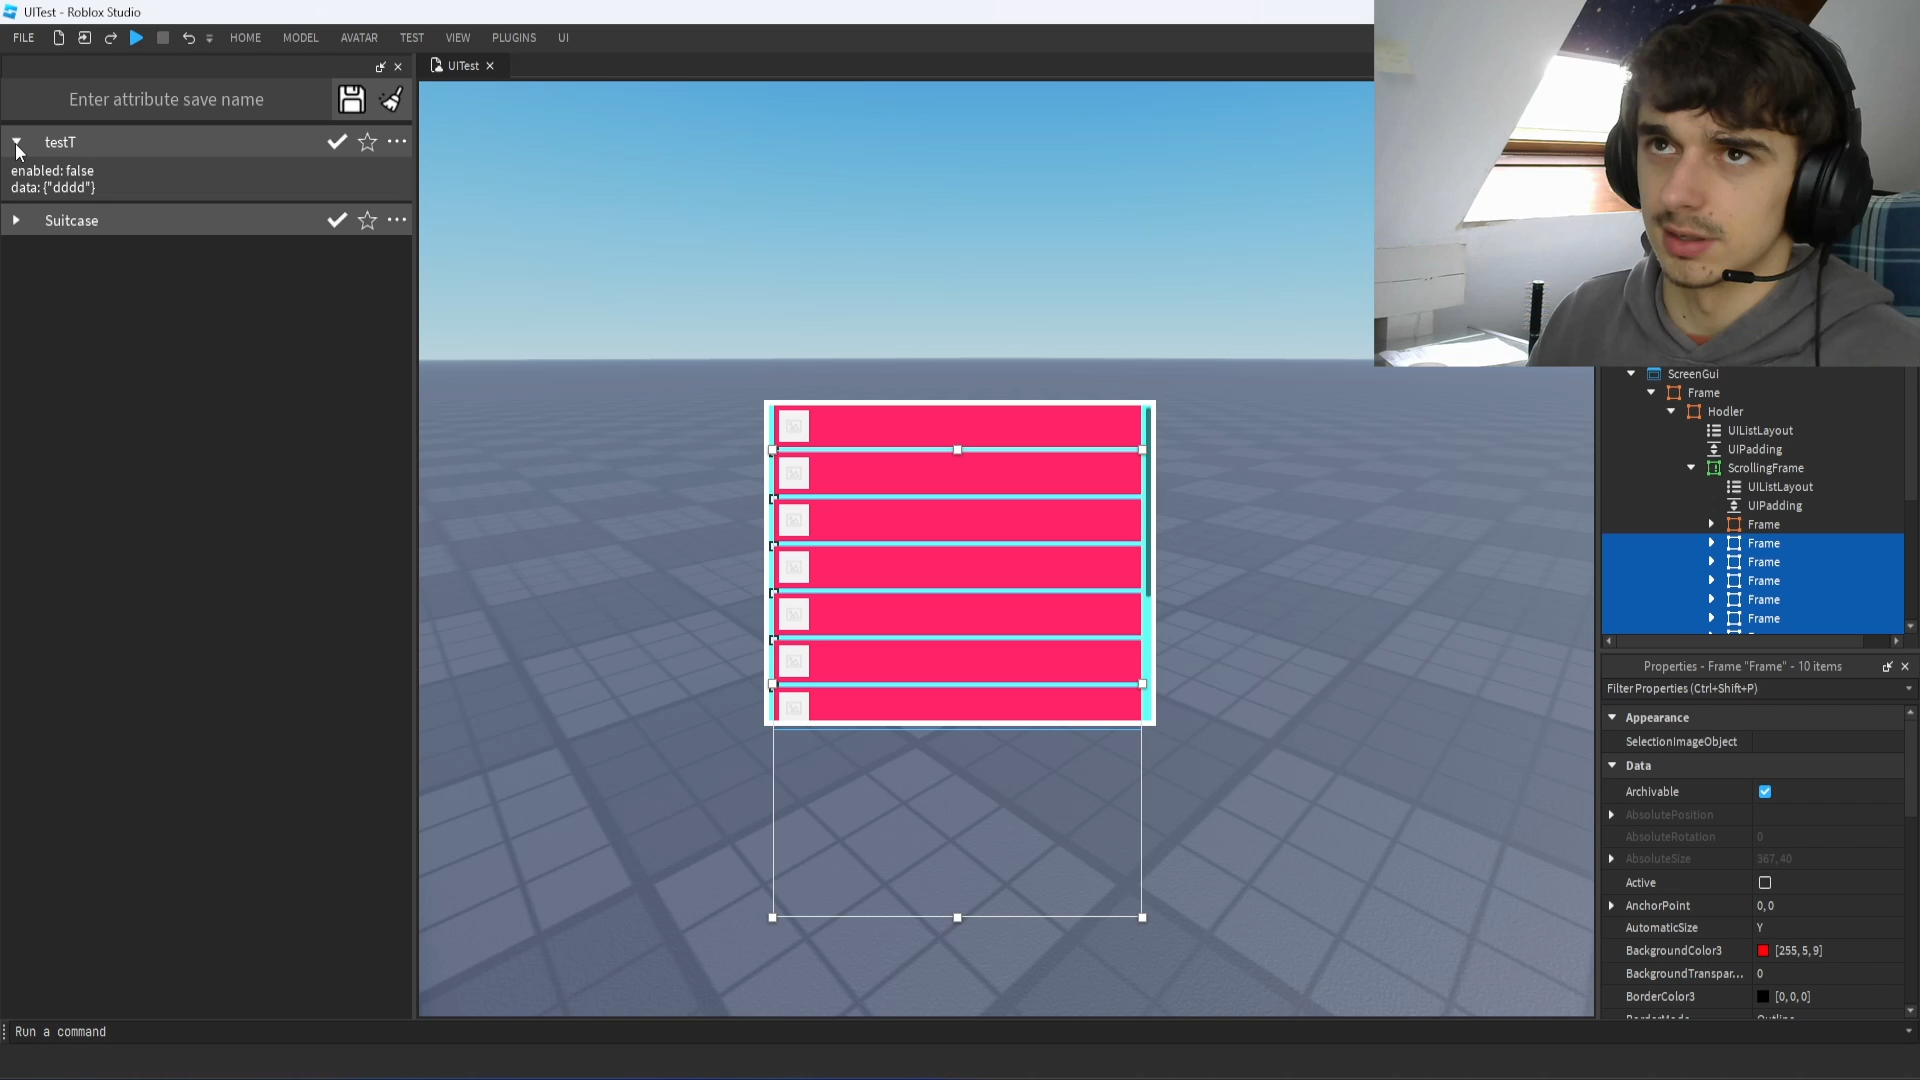 UITest - Roblox Studio
FILE HOME MODEL AVATAR TEST VIEW PLUGINS UI
UITest
Enter attribute save name
testT
enabled: false
data: {"dddd"}
Suitcase
ScreenGui
Frame
Hodler
UIListLayout
UIPadding
ScrollingFrame
UIListLayout
UIPadding
Frame
Frame
Frame
Frame
Frame
Frame
Properties - Frame "Frame" - 10 items
Filter Properties (Ctrl+Shift+P)
Appearance
SelectionImageObject
Data
Archivable
AbsolutePosition
AbsoluteRotation 0
AbsoluteSize 367, 40
Active
AnchorPoint 0, 0
AutomaticSize Y
BackgroundColor3 [255, 5, 9]
BackgroundTranspar... 0
BorderColor3 [0, 0, 0]
BorderMode Outline
Run a command